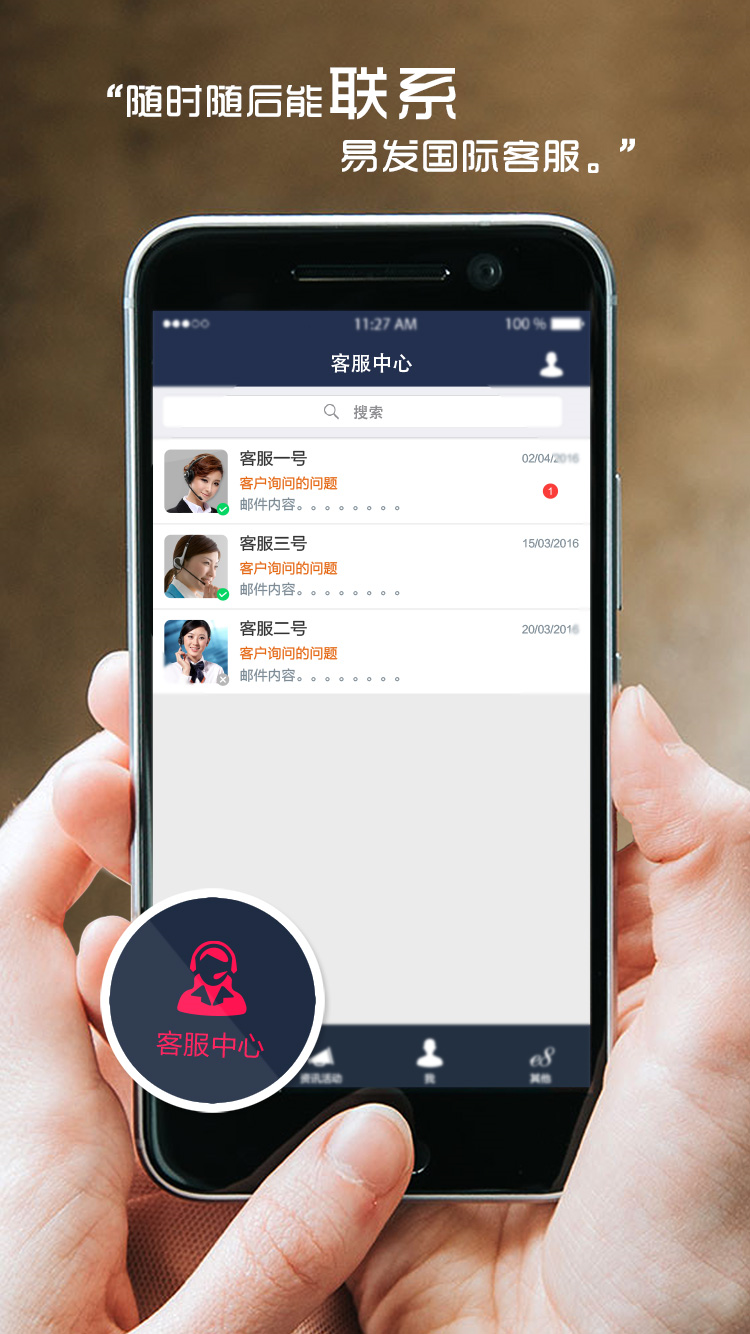 “随时随后能联系
易发国际客服。”
11:27 AM
100 %
客服中心
搜索
客服一号
02/04/2016
客户询问的问题
1
邮件内容。。。。。。。。
客服三号
15/03/2016
客户询问的问题
邮件内容。。。。。。。。
客服二号
20/03/2016
客户询问的问题
邮件内容。。。。。。。。
客服中心
资讯活动
我
e8
其他